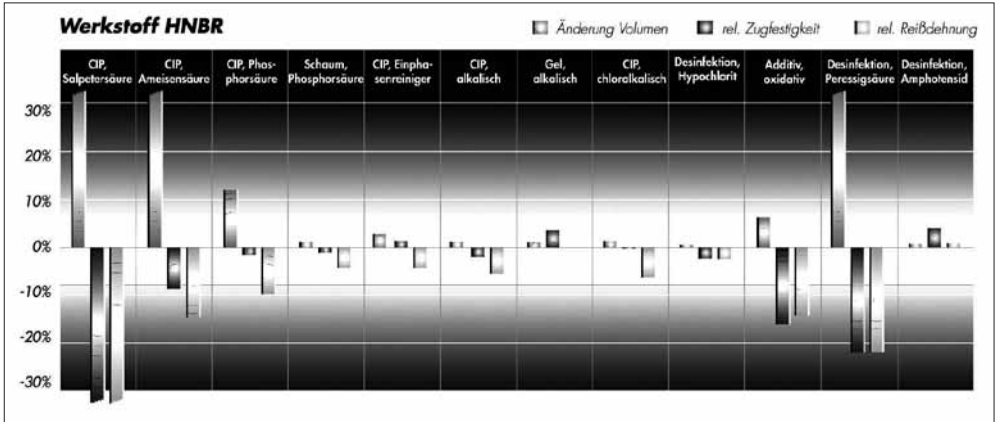 Werkstoff HNBR
Änderung Volumen
rel. Zugfestigkeit
rel. Reißdehnung
CIP,
Salpetersäure
CIP,
Ameisensäure
CIP, Phos-
phorsäure
Schaum,
Phosphorsäure
CIP, Einpha-
senreiniger
CIP,
alkalisch
Gel,
alkalisch
CIP,
chloralkalisch
Desinfektion,
Hypochlorit
Additiv,
oxidativ
Desinfektion,
Peressigsäure
Desinfektion,
Amphotensid
30%
20%
10%
0%
-10%
-20%
-30%